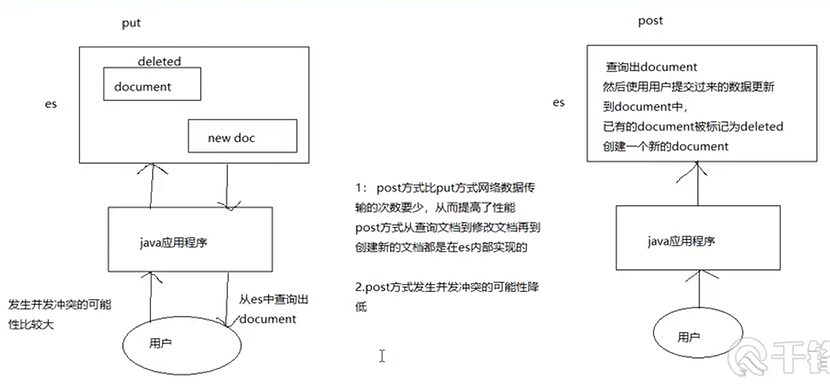 put
post
deleted
document
es
new doc
java应用程序
发生并发冲突的可能
性比较大
从es中查询出
document
用户
1： post方式比put方式网络数据传
输的次数要少，从而提高了性能
post方式从查询文档到修改文档再到
创建新的文档都是在es内部实现的
2.post方式发生并发冲突的可能性降
低
es
查询出document
然后使用用户提交过来的数据更新
到document中，
已有的document被标记为deleted
创建一个新的document
java应用程序
用户
千锋